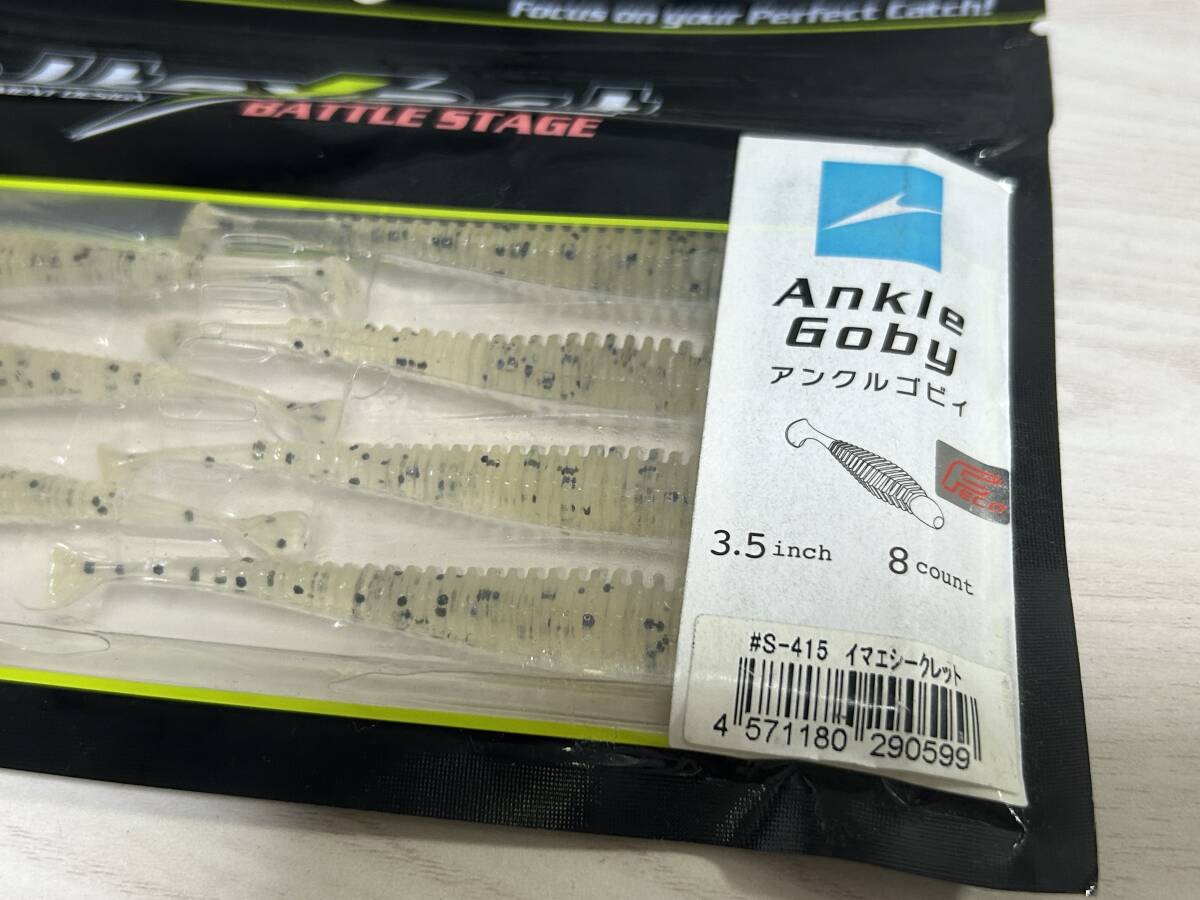 Focus on your Perfect Catch!
BATTLE STAGE
Ankle
Goby
アンクルゴビィ
ECO
3.5 inch 8 count
#S-415 イマエシークレット
4 571180 290599